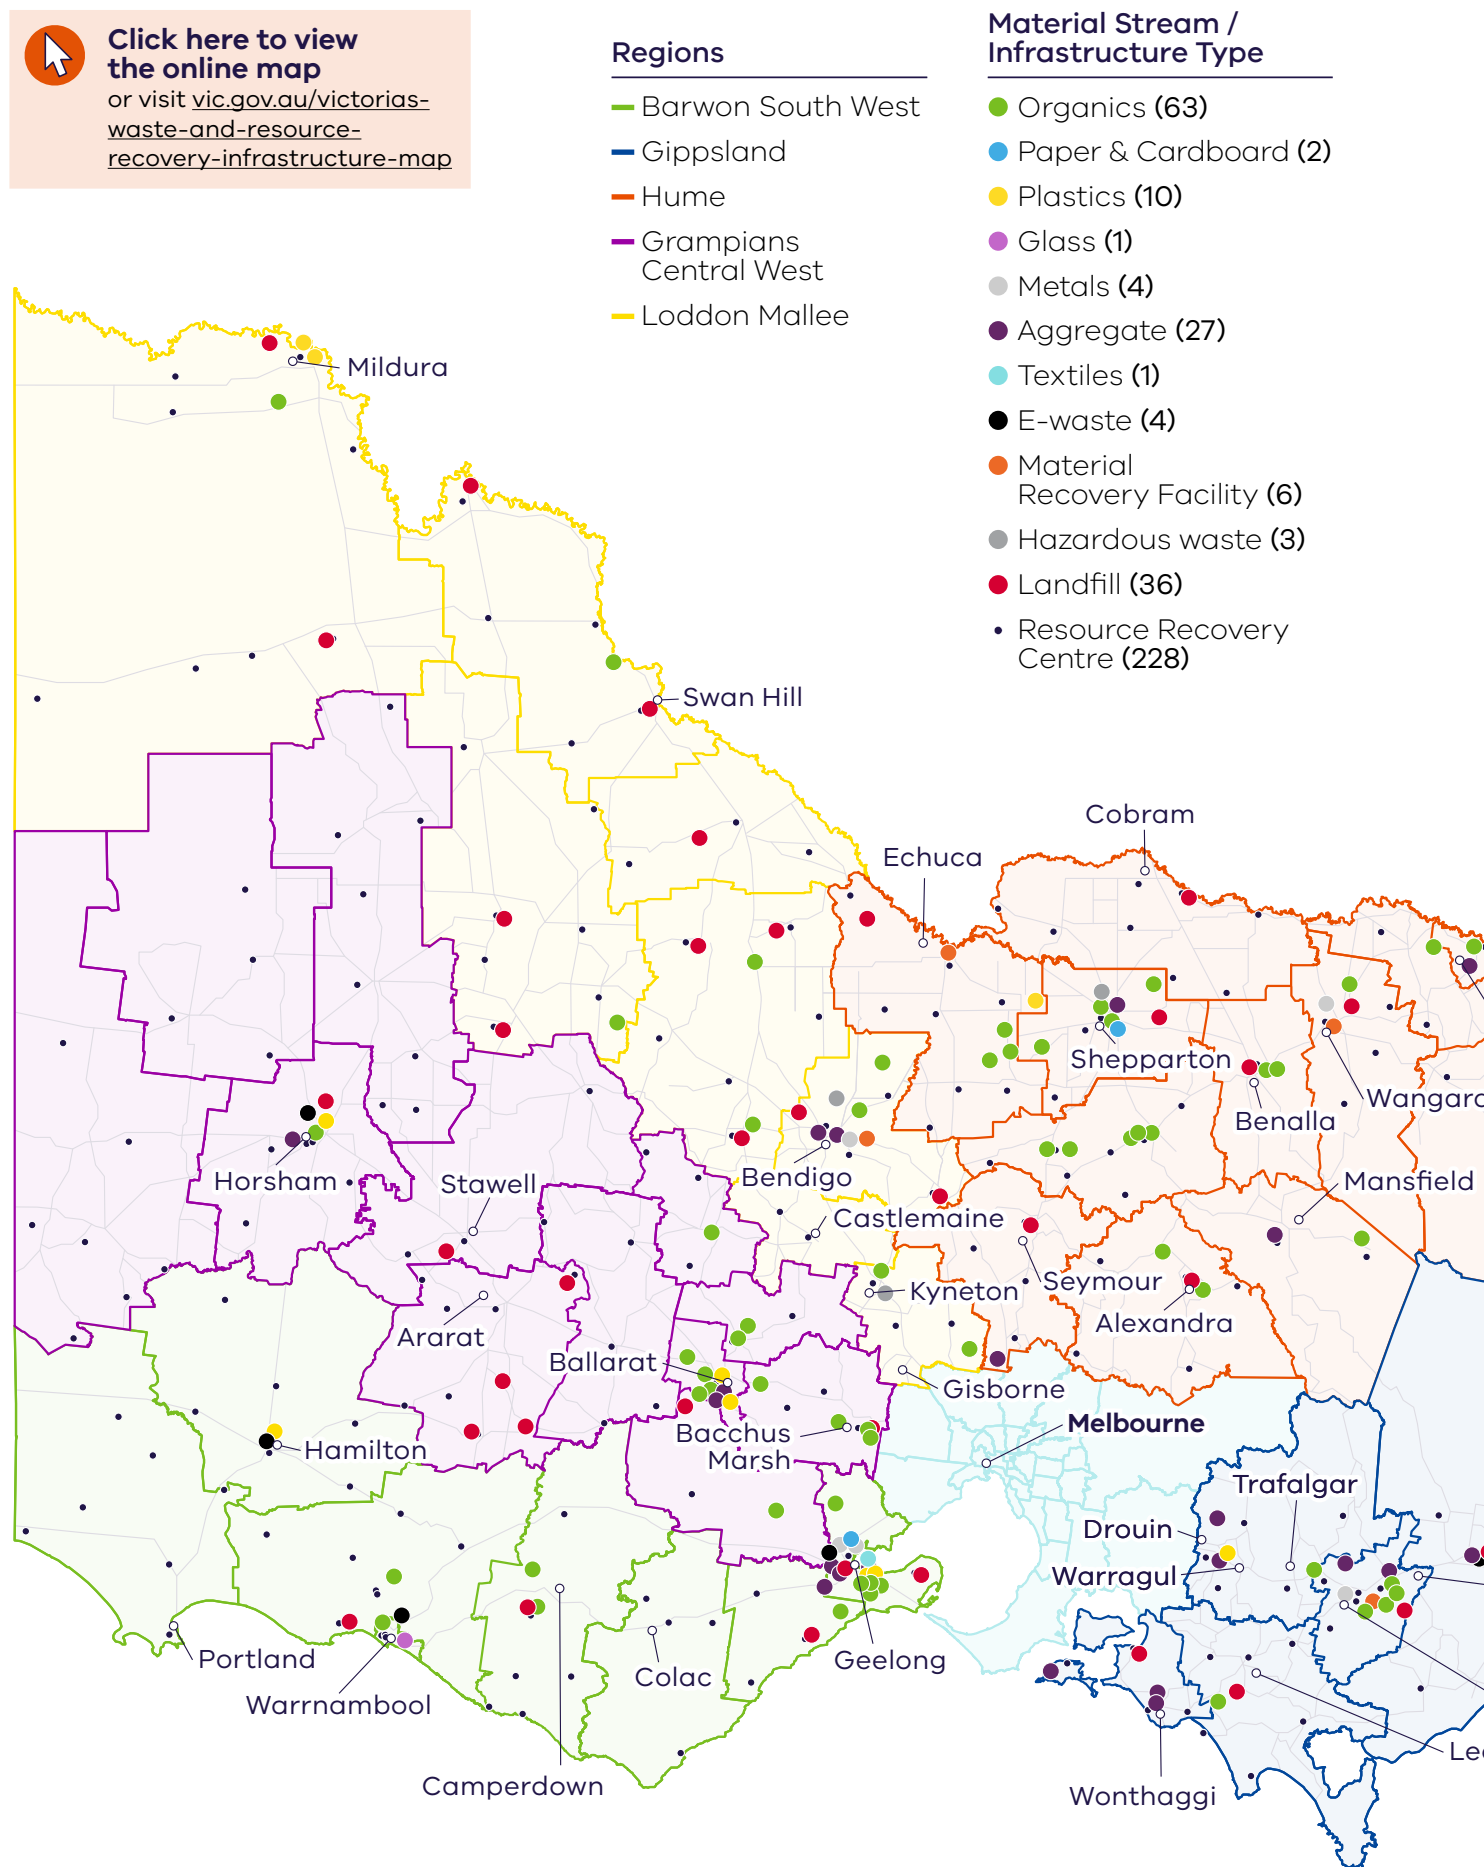 Click here to view
the online map
or visit vic.gov.au/victorias-
waste-and-resource-
recovery-infrastructure-map
Regions
Barwon South West
Gippsland
Hume
Grampians
Central West
Loddon Mallee
Material Stream /
Infrastructure Type
Organics (63)
Paper & Cardboard (2)
Plastics (10)
Glass (1)
Metals (4)
Aggregate (27)
Textiles (1)
E-waste (4)
Material
Recovery Facility (6)
Hazardous waste (3)
Landfill (36)
Resource Recovery
Centre (228)
Mildura
Swan Hill
Cobram
Echuca
Shepparton
Wangara
Benalla
Horsham
Stawell
Bendigo
Mansfield
Castlemaine
Seymour
Kyneton
Ararat
Alexandra
Ballarat
Gisborne
Bacchus
Marsh
Melbourne
Hamilton
Trafalgar
Drouin
Warragul
Portland
Geelong
Colac
Warrnambool
Le
Camperdown
Wonthaggi